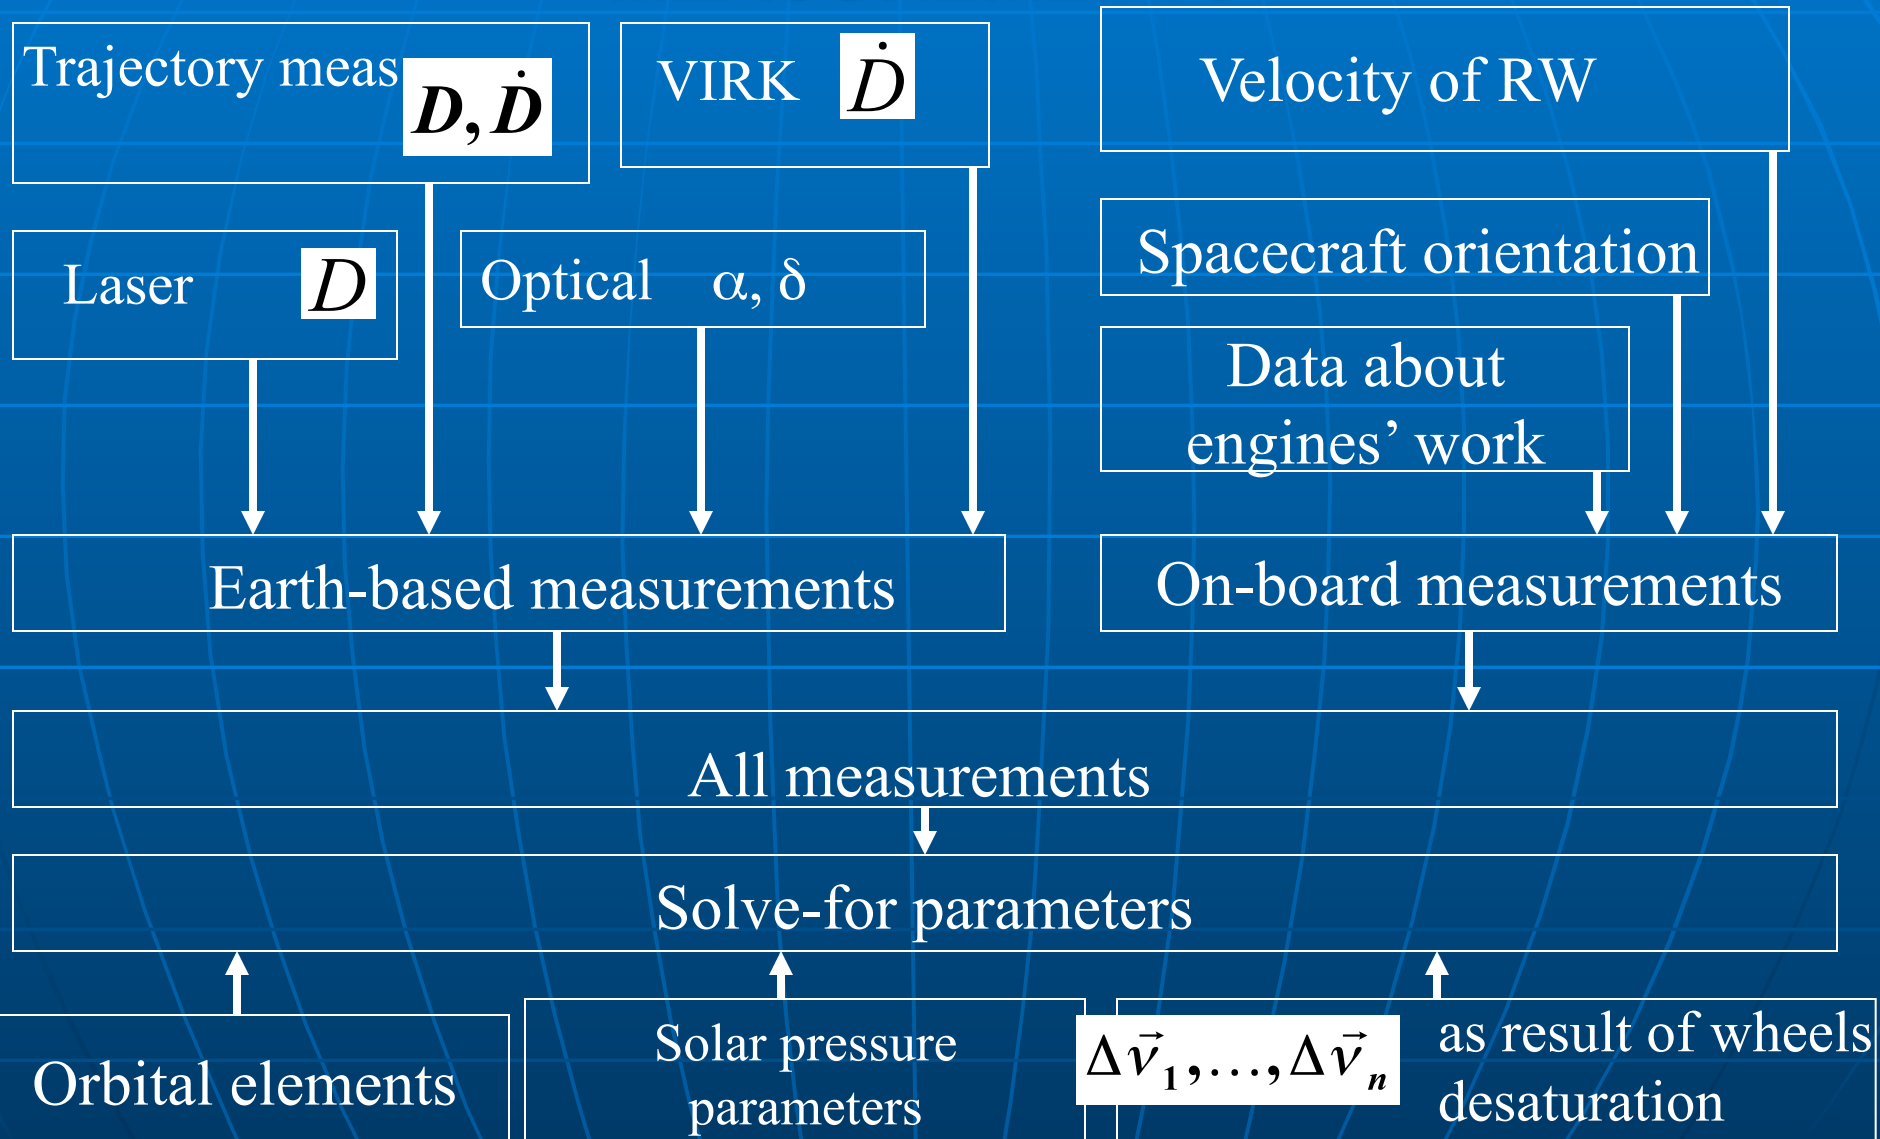 Trajectory meas D, Ḋ
VIRK Ḋ
Velocity of RW
Laser D
Optical α, δ
Spacecraft orientation
Data about
engines’ work
Earth-based measurements
On-board measurements
All measurements
Solve-for parameters
Orbital elements
Solar pressure
parameters
Δv⃗₁,…,Δv⃗ₙ as result of wheels
desaturation